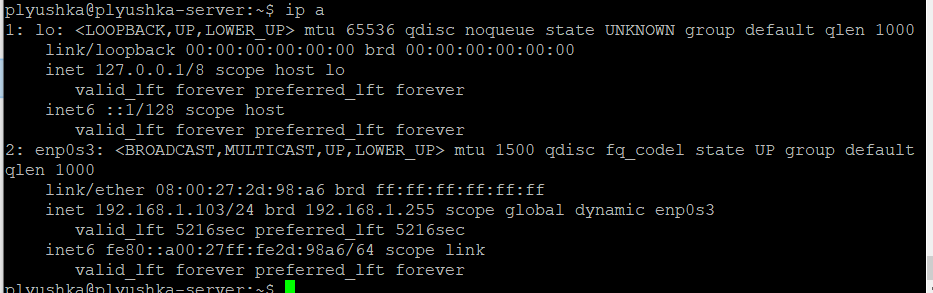 plyushka@plyushka-server:~$ ip a
1: lo: <LOOPBACK,UP,LOWER_UP> mtu 65536 qdisc noqueue state UNKNOWN group default qlen 1000
    link/loopback 00:00:00:00:00:00 brd 00:00:00:00:00:00
    inet 127.0.0.1/8 scope host lo
       valid_lft forever preferred_lft forever
    inet6 ::1/128 scope host
       valid_lft forever preferred_lft forever
2: enp0s3: <BROADCAST,MULTICAST,UP,LOWER_UP> mtu 1500 qdisc fq_codel state UP group default
qlen 1000
    link/ether 08:00:27:2d:98:a6 brd ff:ff:ff:ff:ff:ff
    inet 192.168.1.103/24 brd 192.168.1.255 scope global dynamic enp0s3
       valid_lft 5216sec preferred_lft 5216sec
    inet6 fe80::a00:27ff:fe2d:98a6/64 scope link
       valid_lft forever preferred_lft forever
plyushka@plyushka-server:~$